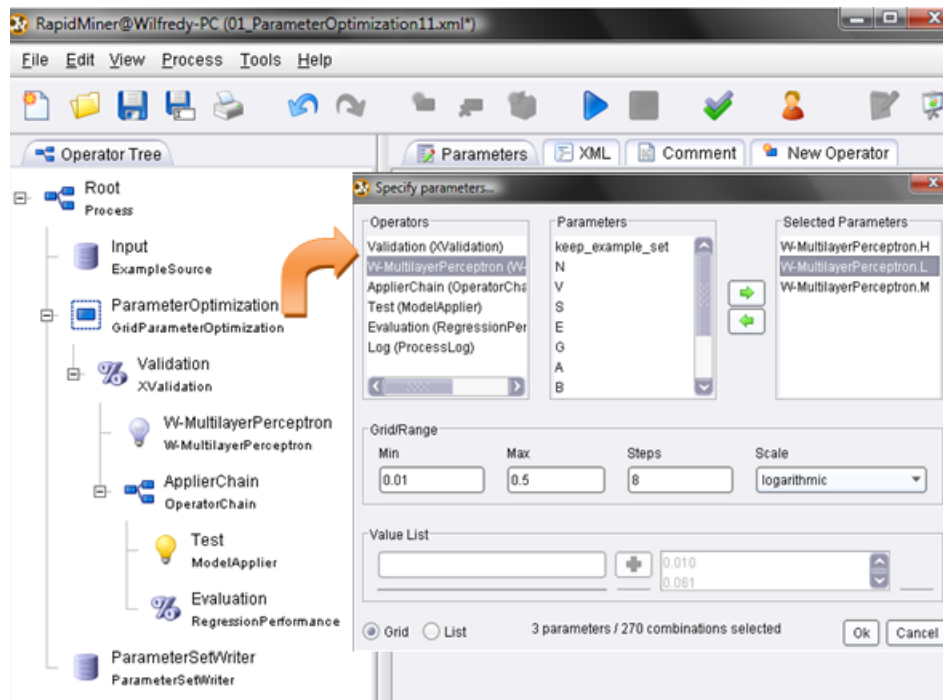 RapidMiner@Wilfredy-PC (01_ParameterOptimization11.xml*)
File Edit View Process Tools Help
Operator Tree
Parameters XML Comment New Operator
Root
Process
Input
ExampleSource
ParameterOptimization
GridParameterOptimization
Validation
XValidation
W-MultilayerPerceptron
W-MultilayerPerceptron
ApplierChain
OperatorChain
Test
ModelApplier
Evaluation
RegressionPerformance
ParameterSetWriter
ParameterSetWriter
Specify parameters...
Operators
Validation (XValidation)
W-MultilayerPerceptron (W-
ApplierChain (OperatorCha
Test (ModelApplier)
Evaluation (RegressionPer
Log (ProcessLog)
Parameters
keep_example_set
N
V
S
E
G
A
B
Selected Parameters
W-MultilayerPerceptron.H
W-MultilayerPerceptron.L
W-MultilayerPerceptron.M
Grid/Range
Min Max Steps Scale
0.01 0.5 8 logarithmic
Value List
0.010
0.061
Grid List 3 parameters / 270 combinations selected Ok Cancel